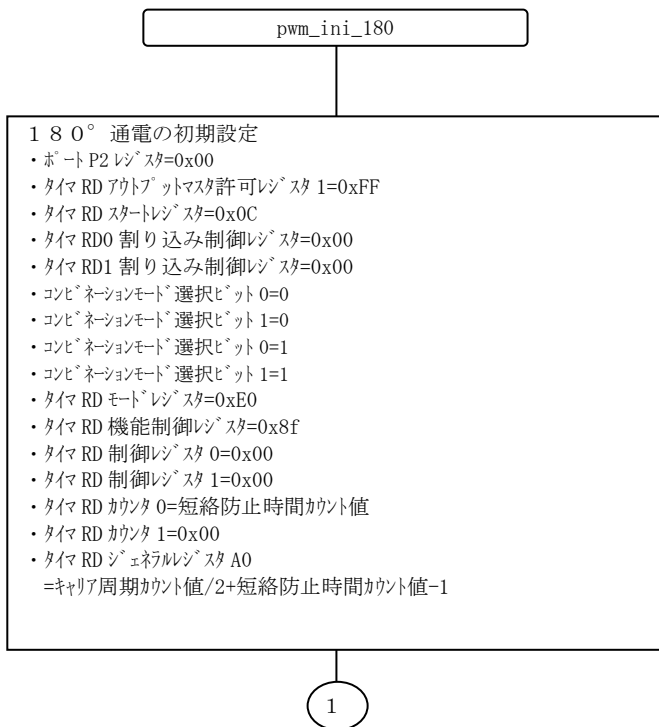 pwm_ini_180
１８０°通電の初期設定
・ﾎﾟｰﾄ P2 ﾚｼﾞｽﾀ=0x00
・ﾀｲﾏ RD ｱｳﾄﾌﾟｯﾄﾏｽﾀ許可ﾚｼﾞｽﾀ 1=0xFF
・ﾀｲﾏ RD ｽﾀｰﾄﾚｼﾞｽﾀ=0x0C
・ﾀｲﾏ RD0 割り込み制御ﾚｼﾞｽﾀ=0x00
・ﾀｲﾏ RD1 割り込み制御ﾚｼﾞｽﾀ=0x00
・ｺﾝﾋﾞﾈｰｼｮﾝﾓｰﾄﾞ選択ﾋﾞｯﾄ 0=0
・ｺﾝﾋﾞﾈｰｼｮﾝﾓｰﾄﾞ選択ﾋﾞｯﾄ 1=0
・ｺﾝﾋﾞﾈｰｼｮﾝﾓｰﾄﾞ選択ﾋﾞｯﾄ 0=1
・ｺﾝﾋﾞﾈｰｼｮﾝﾓｰﾄﾞ選択ﾋﾞｯﾄ 1=1
・ﾀｲﾏ RD ﾓｰﾄﾞﾚｼﾞｽﾀ=0xE0
・ﾀｲﾏ RD 機能制御ﾚｼﾞｽﾀ=0x8f
・ﾀｲﾏ RD 制御ﾚｼﾞｽﾀ 0=0x00
・ﾀｲﾏ RD 制御ﾚｼﾞｽﾀ 1=0x00
・ﾀｲﾏ RD ｶｳﾝﾀ 0=短絡防止時間ｶｳﾝﾄ値
・ﾀｲﾏ RD ｶｳﾝﾀ 1=0x00
・ﾀｲﾏ RD ｼﾞｪﾈﾗﾙﾚｼﾞｽﾀ A0
=ｷｬﾘｱ周期ｶｳﾝﾄ値/2+短絡防止時間ｶｳﾝﾄ値-1
1